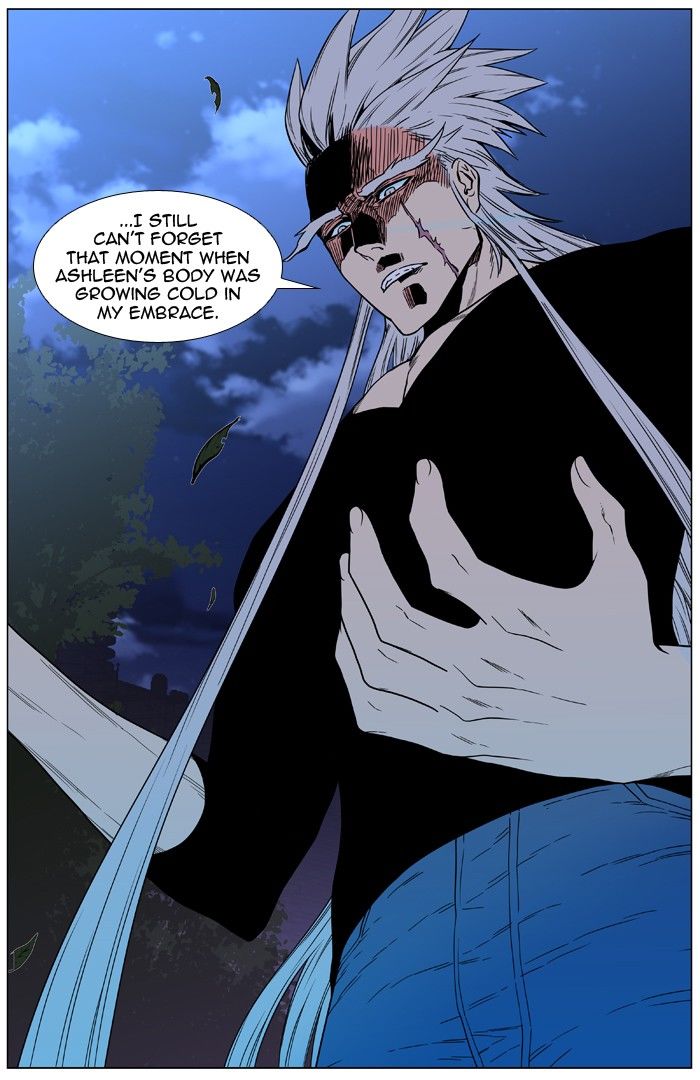 ...I STILL
CAN'T FORGET
THAT MOMENT WHEN
ASHLEEN'S BODY WAS
GROWING COLD IN
MY EMBRACE.